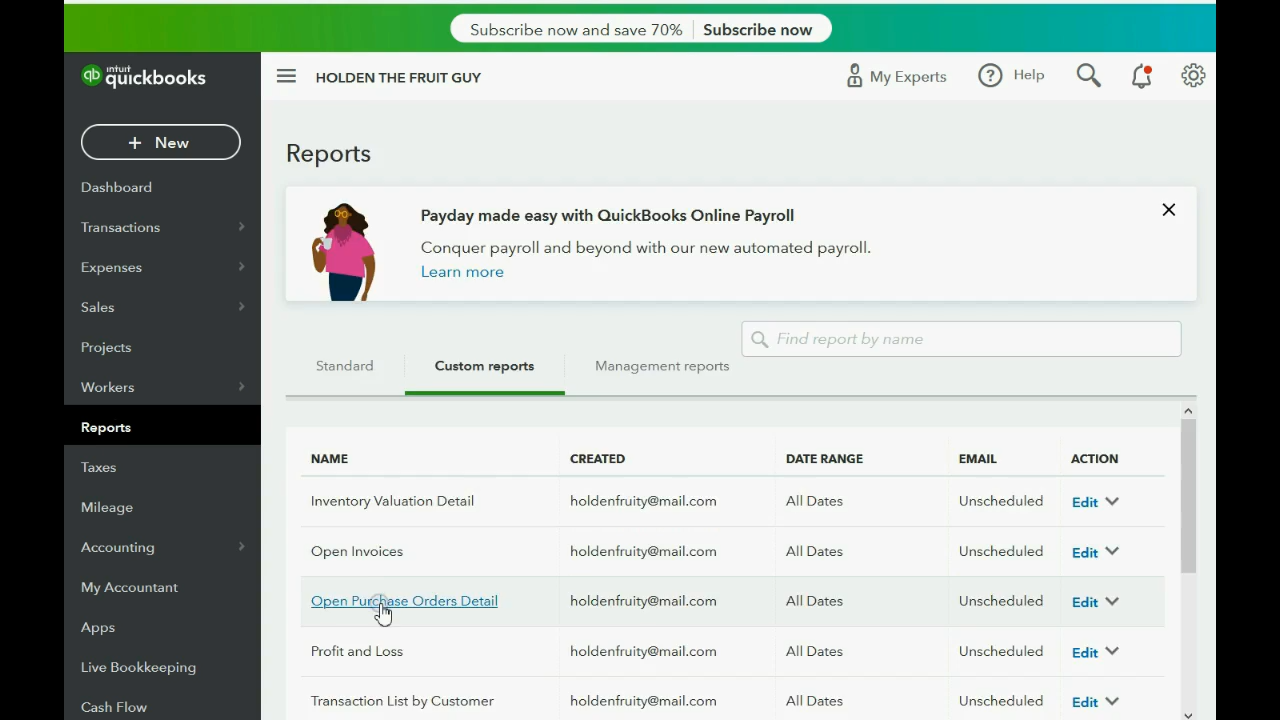 Subscribe now and save 70% Subscribe now
intuit quickbooks
HOLDEN THE FRUIT GUY
My Experts
Help
+ New
Dashboard
Transactions
Expenses
Sales
Projects
Workers
Reports
Taxes
Mileage
Accounting
My Accountant
Apps
Live Bookkeeping
Cash Flow
Reports
Payday made easy with QuickBooks Online Payroll
Conquer payroll and beyond with our new automated payroll.
Learn more
Find report by name
Standard Custom reports Management reports
NAME CREATED DATE RANGE EMAIL ACTION
Inventory Valuation Detail holdenfruity@mail.com All Dates Unscheduled Edit
Open Invoices holdenfruity@mail.com All Dates Unscheduled Edit
Open Purchase Orders Detail holdenfruity@mail.com All Dates Unscheduled Edit
Profit and Loss holdenfruity@mail.com All Dates Unscheduled Edit
Transaction List by Customer holdenfruity@mail.com All Dates Unscheduled Edit